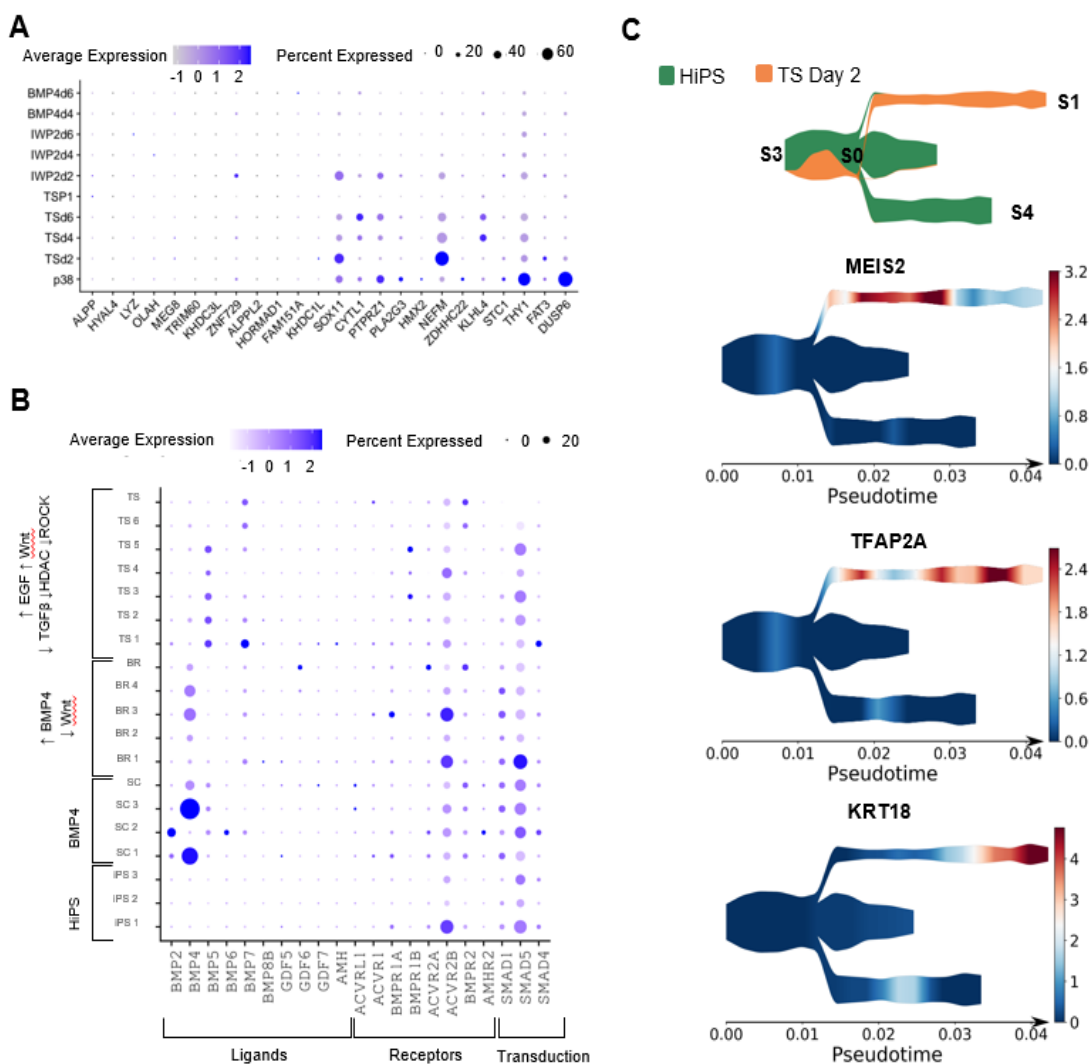 A
Average Expression
-1 0 1 2
Percent Expressed
0 20 40 60
BMP4d6
BMP4d4
IWP2d6
IWP2d4
IWP2d2
TSP1
TSd6
TSd4
TSd2
p38
ALPP
HYAL4
LYZ
OLAH
MEG8
TRIM60
KHDC3L
ZNF729
ALPPL2
HORMAD1
FAM151A
KHDC1L
SOX11
CYTL1
PTPRZ1
PLA2G3
HMX2
NEFM
ZDHHC22
KLHL4
STC1
THY1
FAT3
DUSP6
B
Average Expression
-1 0 1 2
Percent Expressed
0 20
↑ EGF ↑ Wnt
↓ TGFβ ↓HDAC ↓ROCK
↑ BMP4
↓ Wnt
BMP4
HiPS
TS
TS 6
TS 5
TS 4
TS 3
TS 2
TS 1
BR
BR 4
BR 3
BR 2
BR 1
SC
SC 3
SC 2
SC 1
iPS 3
iPS 2
iPS 1
BMP2
BMP4
BMP5
BMP6
BMP7
BMP8B
GDF5
GDF6
GDF7
AMH
ACVRL1
ACVR1
BMPR1A
BMPR1B
ACVR2A
ACVR2B
BMPR2
AMHR2
SMAD1
SMAD5
SMAD4
Ligands
Receptors
Transduction
C
HiPS
TS Day 2
S1
S3
S0
S4
MEIS2
3.2
2.4
1.6
0.8
0.0
0.00 0.01 0.02 0.03 0.04
Pseudotime
TFAP2A
2.4
1.8
1.2
0.6
0.0
0.00 0.01 0.02 0.03 0.04
Pseudotime
KRT18
4
3
2
1
0
0.00 0.01 0.02 0.03 0.04
Pseudotime